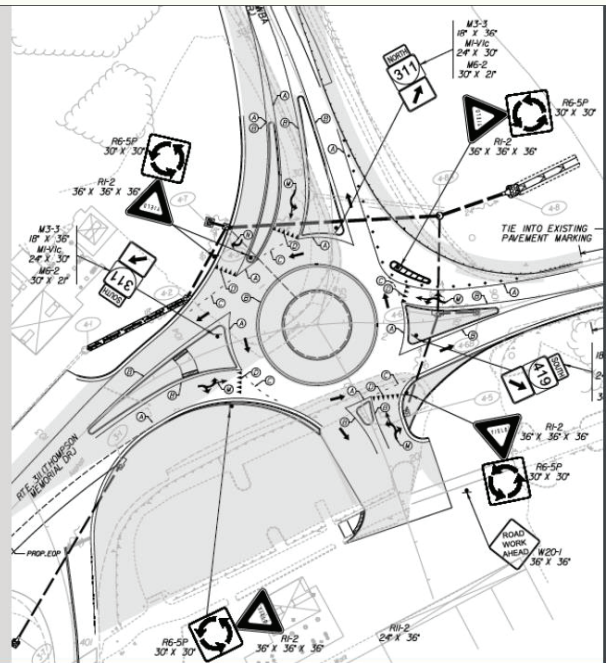 M3-3
18" X 36"
M1-V1c
24" X 30"
M6-2
30" X 21"
NORTH
311
R6-5P
30" X 30"
R1-2
36" X 36" X 36"
R6-5P
30" X 30"
R1-2
36" X 36" X 36"
YIELD
TIE INTO EXISTING
PAVEMENT MARKING
M3-3
18" X 36"
M1-V1c
24" X 30"
M6-2
30" X 21"
311
SOUTH
419
SOUTH
YIELD
R1-2
36" X 36" X 36"
R6-5P
30" X 30"
RTE 311(THOMPSON
MEMORIAL DR)
PROP.EOP
ROAD
WORK
AHEAD
W20-1
36" X 36"
R6-5P
30" X 30"
YIELD
R1-2
36" X 36" X 36"
R11-2
24" X 36"